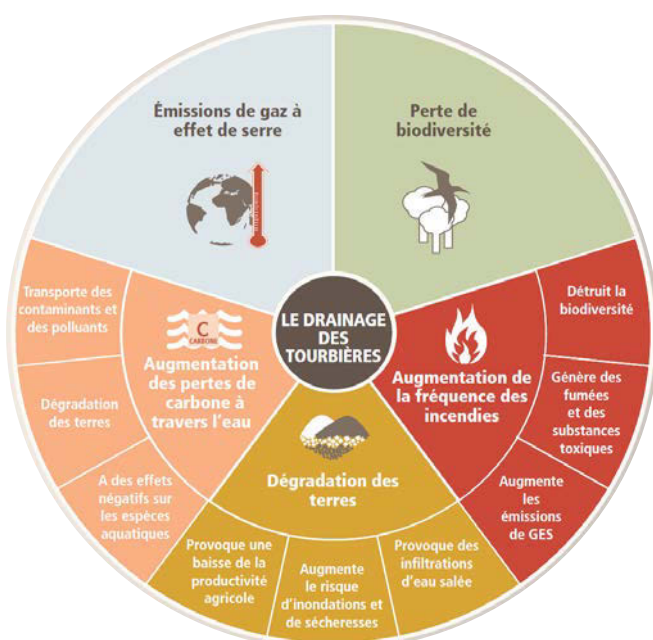 Émissions de gaz à
effet de serre
Perte de
biodiversité
LE DRAINAGE
DES
TOURBIÈRES
Transporte des
contaminants et
des polluants
Dégradation
des terres
A des effets
négatifs sur
les espèces
aquatiques
C
CARBONE
Augmentation
des pertes de
carbone à
travers l'eau
Détruit la
biodiversité
Génère des
fumées
et des
substances
toxiques
Augmente
les
émissions
de GES
Augmentation de
la fréquence des
incendies
Dégradation des
terres
Provoque une
baisse de la
productivité
agricole
Augmente
le risque
d'inondations et
de sécheresses
Provoque des
infiltrations
d'eau salée